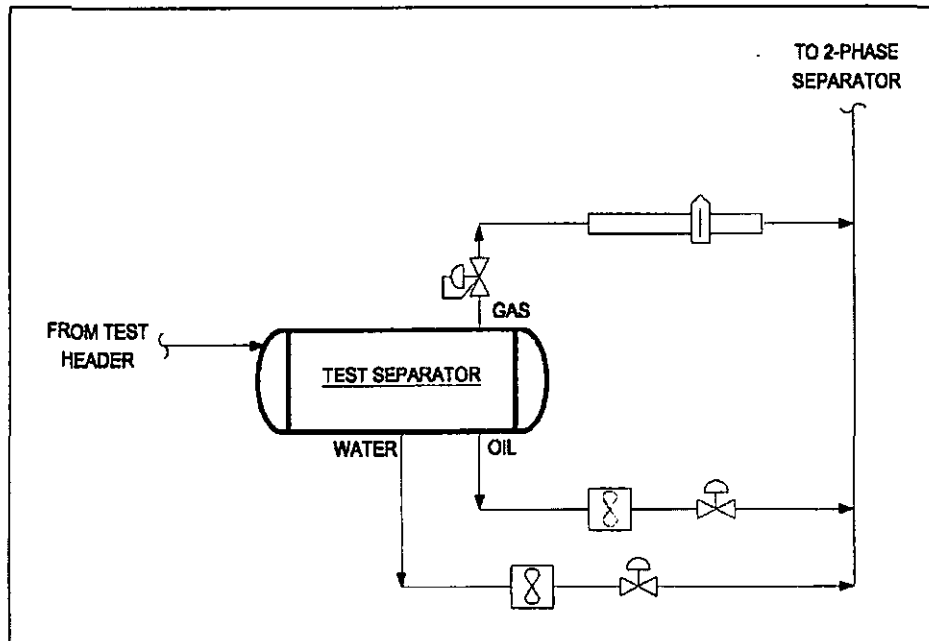 TO 2-PHASE
SEPARATOR
GAS
FROM TEST
HEADER
TEST SEPARATOR
WATER
OIL